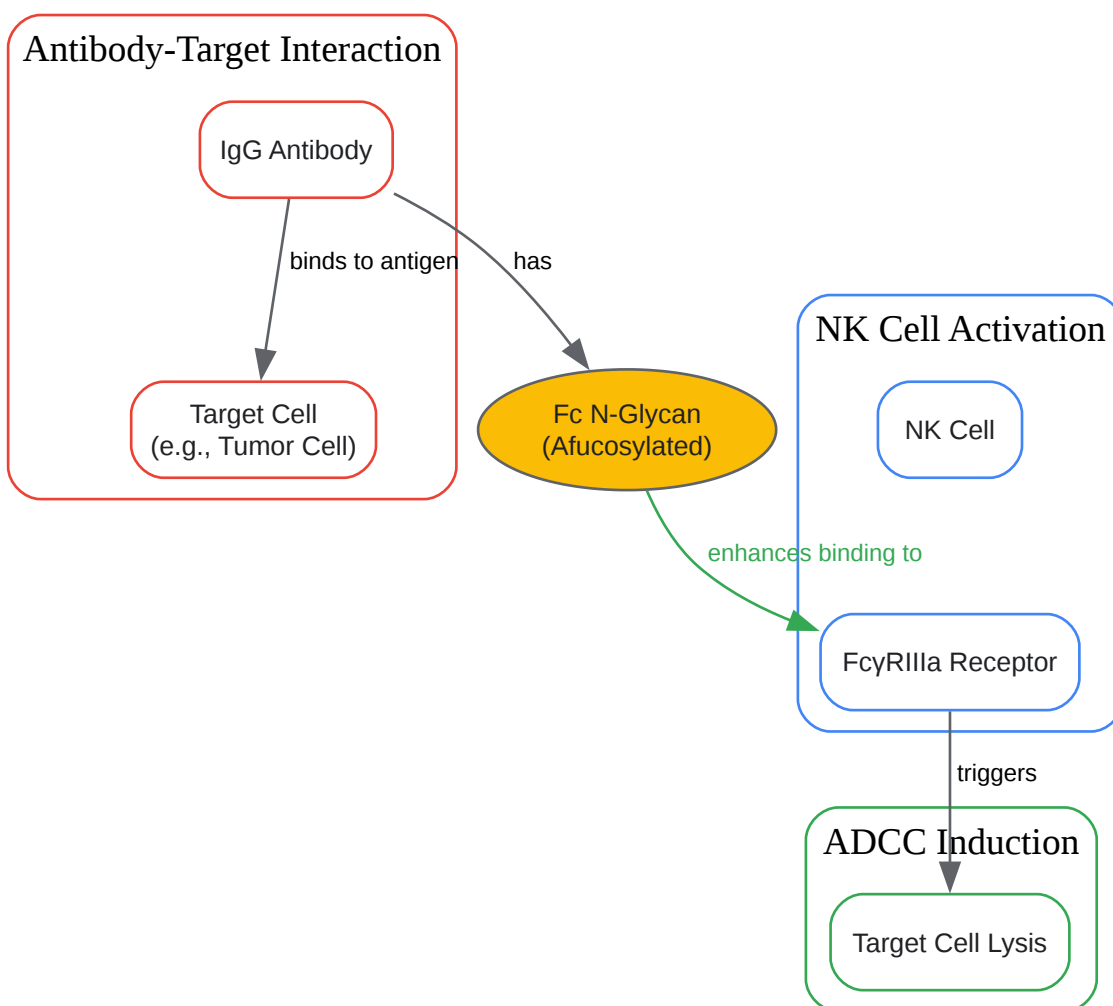 Antibody-Target Interaction
IgG Antibody
binds to antigen
has
Target Cell
(e.g., Tumor Cell)
Fc N-Glycan
(Afucosylated)
NK Cell Activation
NK Cell
enhances binding to
FcγRIIIa Receptor
triggers
ADCC Induction
Target Cell Lysis